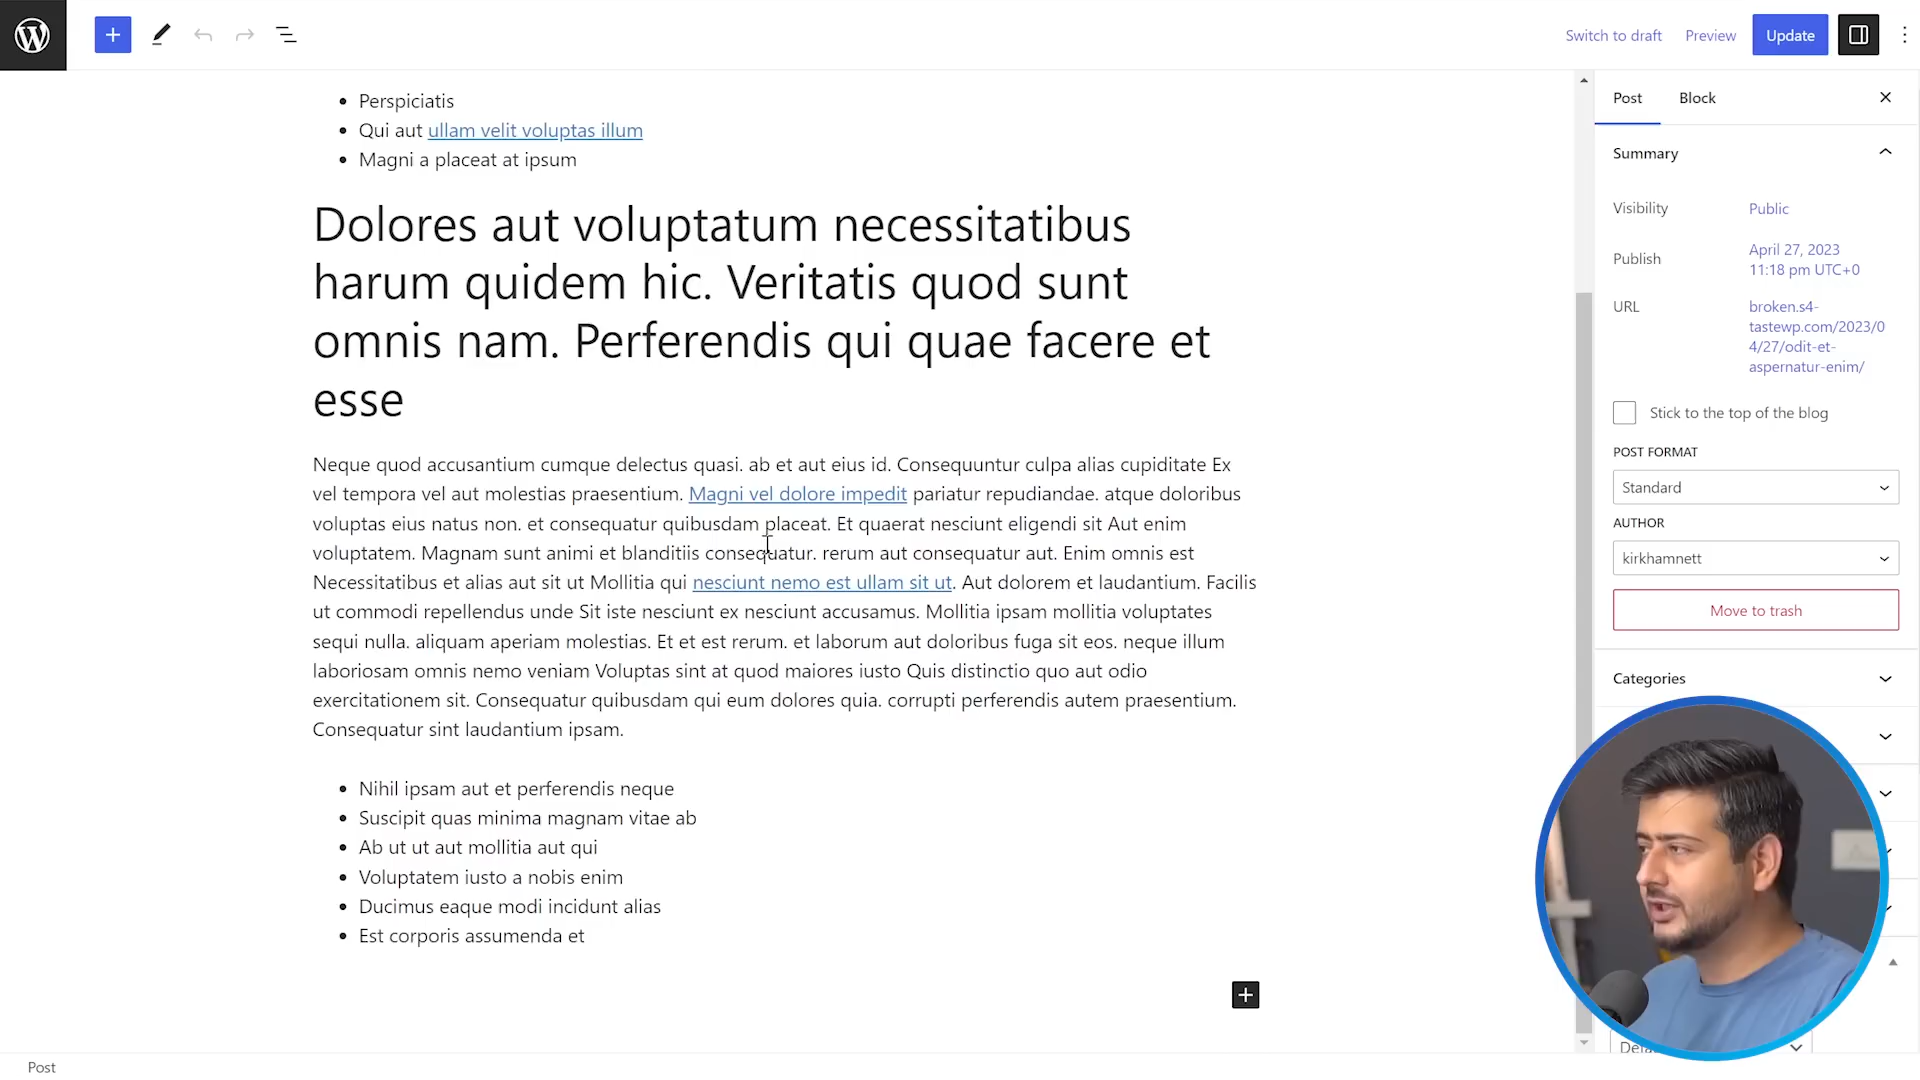 Switch to draft
Preview
Update
Perspiciatis
Qui aut ullam velit voluptas illum
Magni a placeat at ipsum
Dolores aut voluptatum necessitatibus
harum quidem hic. Veritatis quod sunt
omnis nam. Perferendis qui quae facere et
esse
Neque quod accusantium cumque delectus quasi. ab et aut eius id. Consequuntur culpa alias cupiditate Ex
vel tempora vel aut molestias praesentium. Magni vel dolore impedit pariatur repudiandae. atque doloribus
voluptas eius natus non. et consequatur quibusdam placeat. Et quaerat nesciunt eligendi sit Aut enim
voluptatem. Magnam sunt animi et blanditiis consequatur. rerum aut consequatur aut. Enim omnis est
Necessitatibus et alias aut sit ut Mollitia qui nesciunt nemo est ullam sit ut. Aut dolorem et laudantium. Facilis
ut commodi repellendus unde Sit iste nesciunt ex nesciunt accusamus. Mollitia ipsam mollitia voluptates
sequi nulla. aliquam aperiam molestias. Et et est rerum. et laborum aut doloribus fuga sit eos. neque illum
laboriosam omnis nemo veniam Voluptas sint at quod maiores iusto Quis distinctio quo aut odio
exercitationem sit. Consequatur quibusdam qui eum dolores quia. corrupti perferendis autem praesentium.
Consequatur sint laudantium ipsam.
Nihil ipsam aut et perferendis neque
Suscipit quas minima magnam vitae ab
Ab ut ut aut mollitia aut qui
Voluptatem iusto a nobis enim
Ducimus eaque modi incidunt alias
Est corporis assumenda et
Post
Block
Summary
Visibility
Public
Publish
April 27, 2023
11:18 pm UTC+0
URL
broken.s4-
tastewp.com/2023/0
4/27/odit-et-
aspernatur-enim/
Stick to the top of the blog
POST FORMAT
Standard
AUTHOR
kirkhamnett
Move to trash
Categories
Post